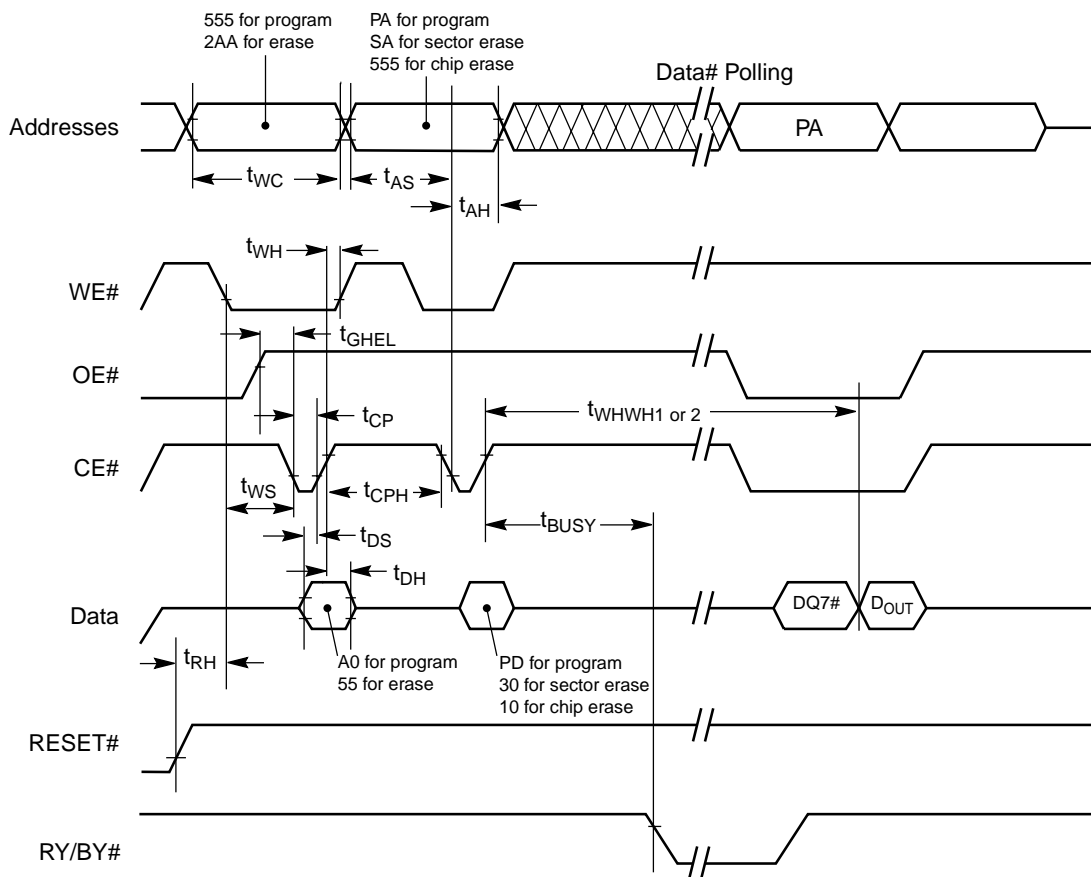 555 for program
2AA for erase
PA for program
SA for sector erase
555 for chip erase
Data# Polling
Addresses
PA
tWC
tAS
tAH
tWH
WE#
tGHEL
OE#
tWHWH1 or 2
tCP
CE#
tWS
tCPH
tBUSY
tDS
tDH
Data
DQ7#
DOUT
tRH
A0 for program
55 for erase
PD for program
30 for sector erase
10 for chip erase
RESET#
RY/BY#